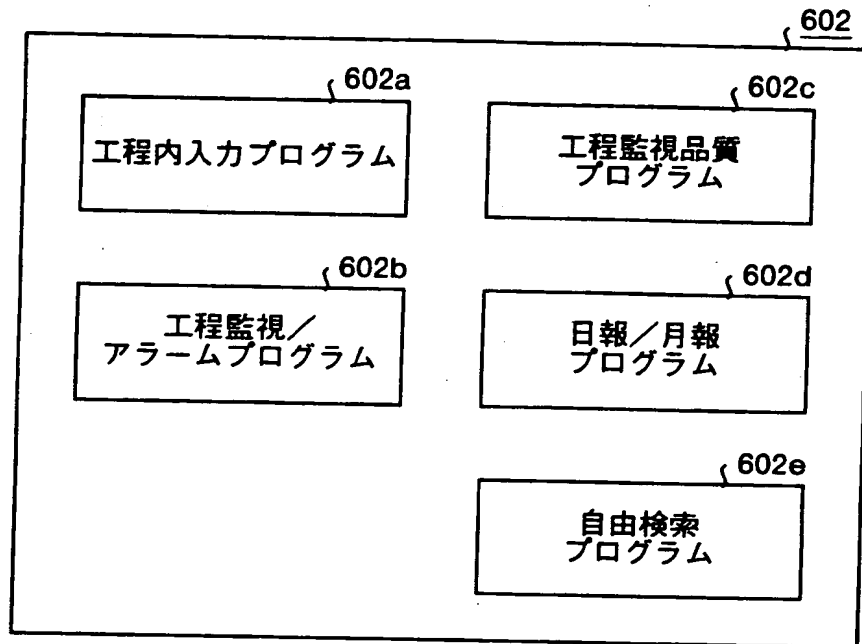 602
602a
工程内入力プログラム
602c
工程監視品質
プログラム
602b
工程監視／
アラームプログラム
602d
日報／月報
プログラム
602e
自由検索
プログラム